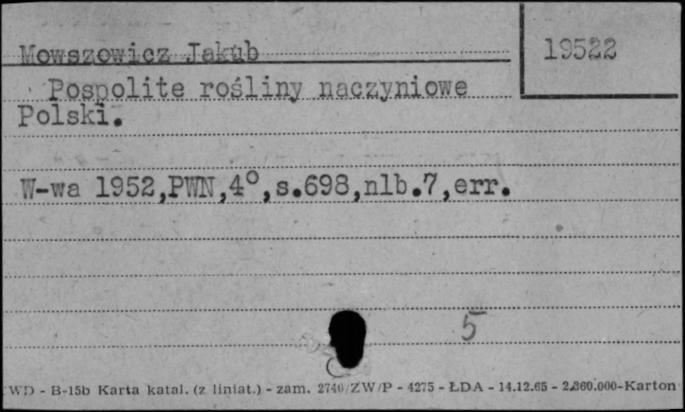 Mowszowicz Jakub
19522
Pospolite rośliny naczyniowe
Polski.
W-wa 1952,PWN,4°,s.698,nlb.7,err.
5
WD - B-15b Karta katal. (z liniat.) - zam. 2740/ZW/P - 4275 - ŁDA - 14.12.65 - 2.360.000-Karton